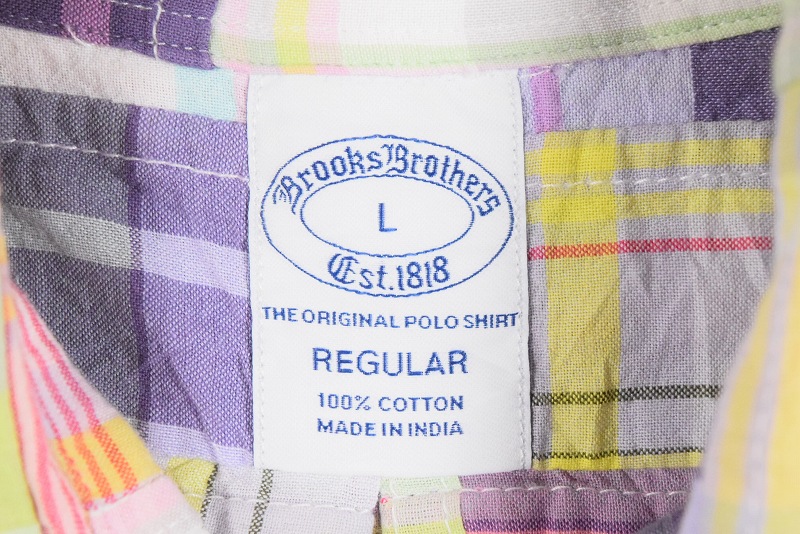 Brooks Brothers
L
Est. 1818
THE ORIGINAL POLO SHIRT
REGULAR
100% COTTON
MADE IN INDIA